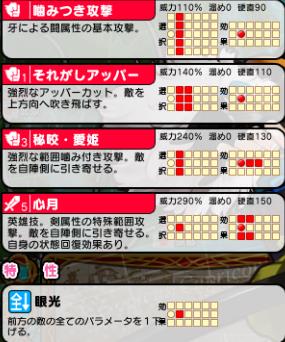 噛みつき攻撃
威力110% 溜め0 硬直90
牙による闘属性の基本攻撃。
選択
効果
1 それがしアッパー
威力140% 溜め0 硬直110
強烈なアッパーカット。敵を
上方向へ吹き飛ばす。
選択
効果
3 秘咬・愛姫
威力240% 溜め0 硬直130
強烈な範囲噛み付き攻撃。敵
を自陣側に引き寄せる。
選択
効果
5 心月
威力290% 溜め0 硬直150
英雄技。剣属性の特殊範囲攻
撃。敵を自陣側に引き寄せる。
自身の状態回復効果あり。
選択
効果
特性
全↓ 眼光
前方の敵の全てのパラメータを1下
げる。
効果